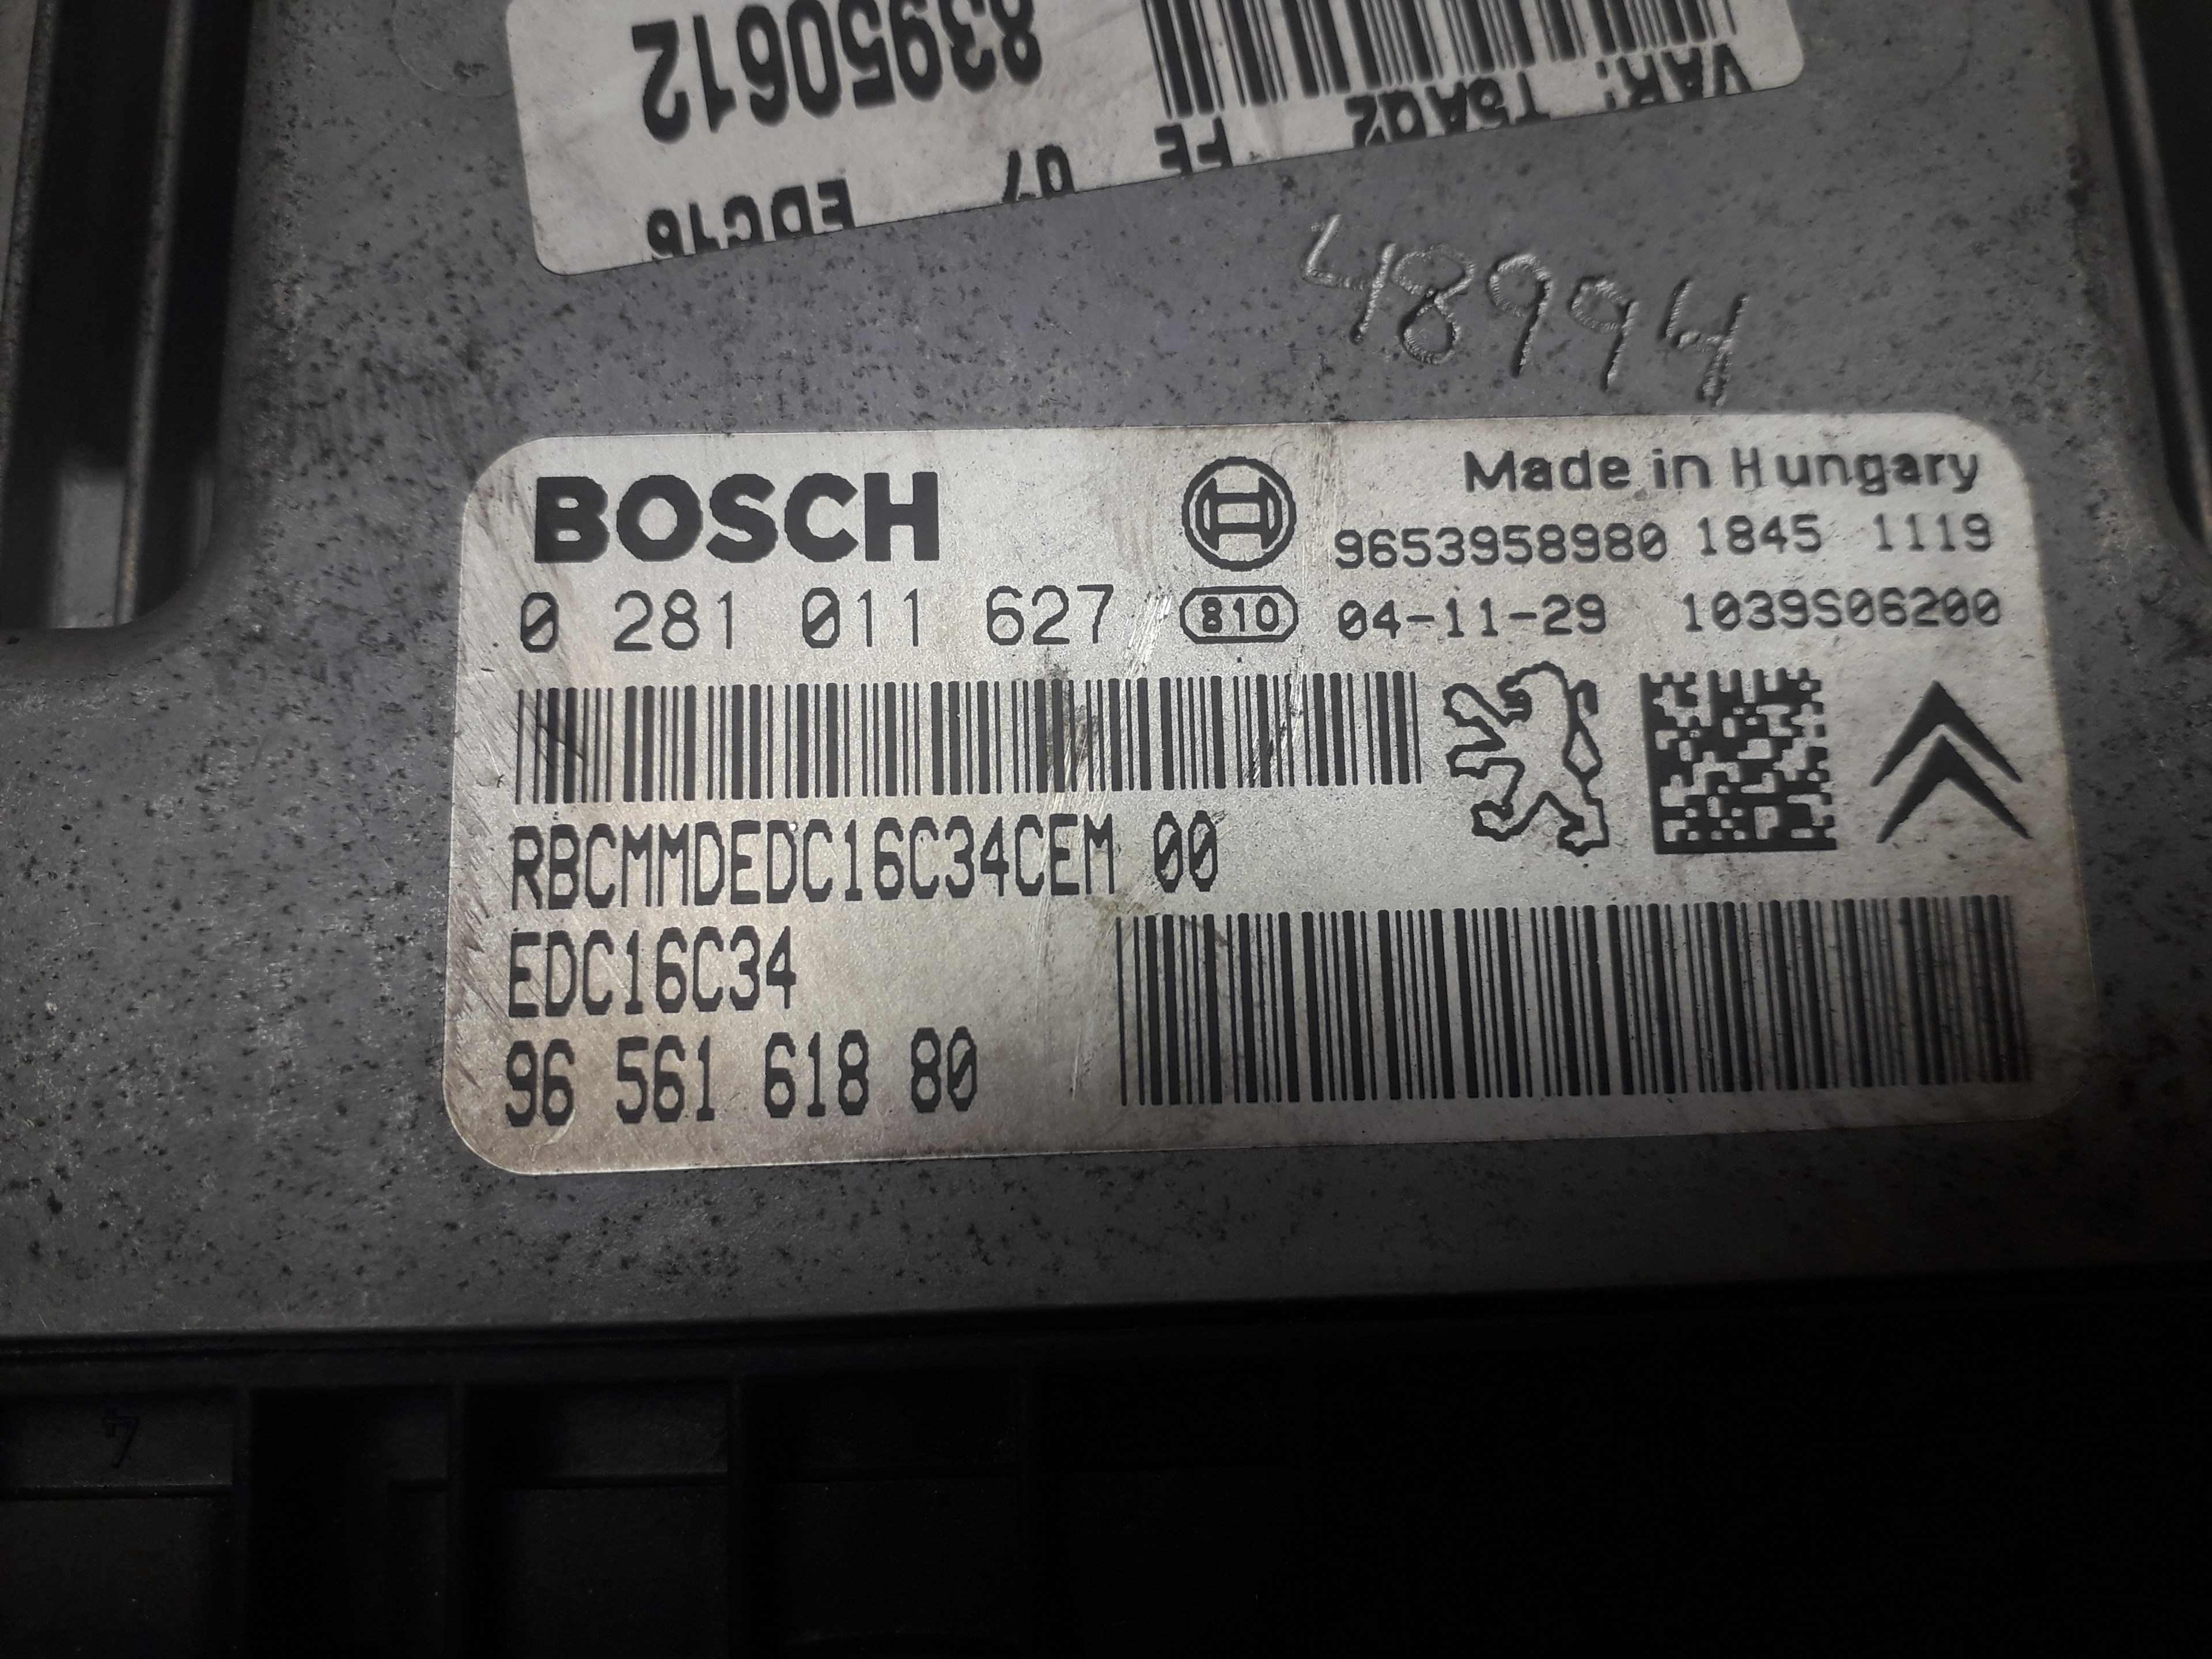 83950612
VAR: T5AQ2 FE 07 EDC16
48994
BOSCH
Made in Hungary
9653958980 1845 1119
0 281 011 627
810
04-11-29 1039S06200
RBCMMDEDC16C34CEM 00
EDC16C34
96 561 618 80